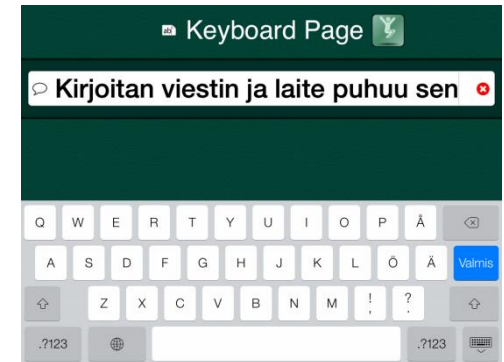 Keyboard Page
Kirjoitan viestin ja laite puhuu sen
Q W E R T Y U I O P Å
A S D F G H J K L Ö Ä Valmis
Z X C V B N M ! , ? .
.?123 .?123